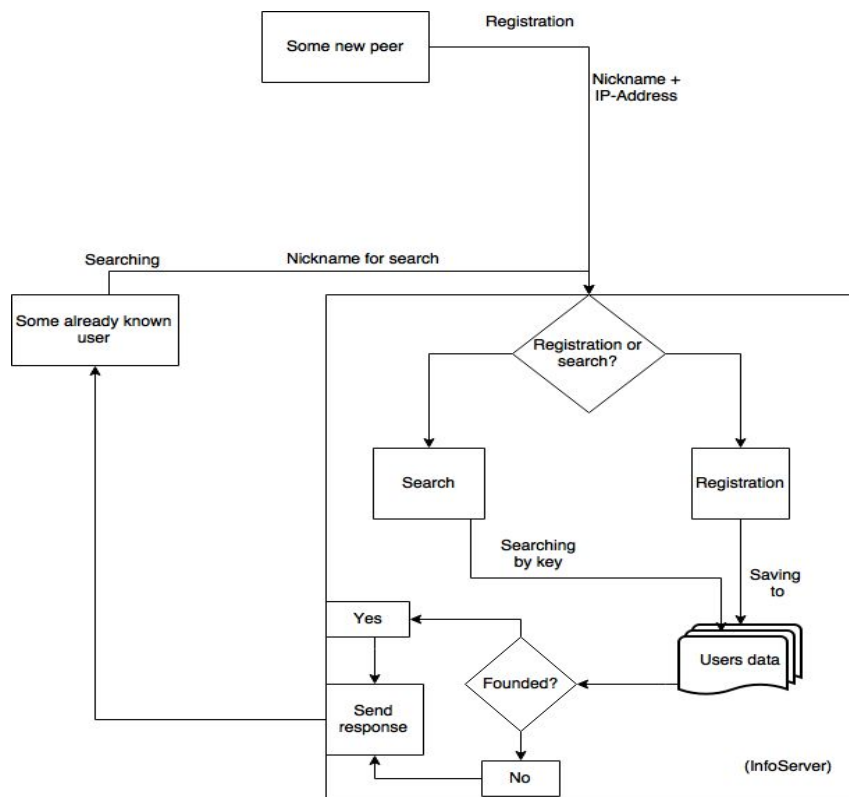 Registration
Some new peer
Nickname +
IP-Address
Searching
Nickname for search
Some already known
user
Registration or
search?
Search
Registration
Searching
by key
Saving
to
Yes
Users data
Founded?
Send
response
No
(InfoServer)